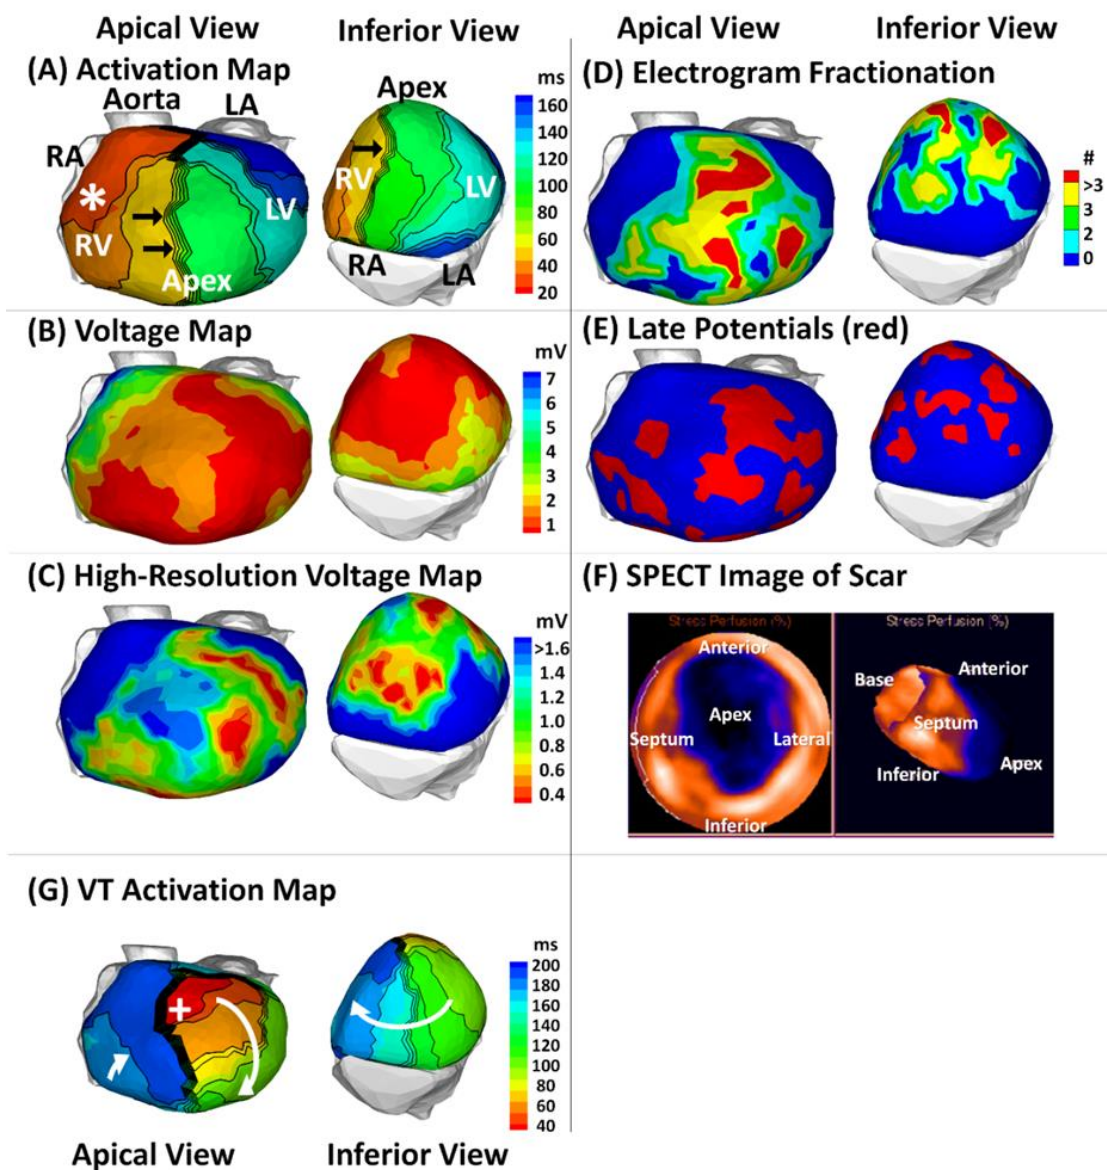 Apical View
Inferior View
Apical View
Inferior View
(A) Activation Map
(D) Electrogram Fractionation
Aorta
LA
Apex
ms
RA
*
RV
LV
Apex
RV
LV
RA
LA
160
140
120
100
80
60
40
20
#
>3
3
2
0
(B) Voltage Map
(E) Late Potentials (red)
mV
7
6
5
4
3
2
1
(C) High-Resolution Voltage Map
(F) SPECT Image of Scar
mV
>1.6
1.4
1.2
1.0
0.8
0.6
0.4
Stress Perfusion (%)
Anterior
Apex
Septum
Lateral
Inferior
Stress Perfusion (%)
Base
Anterior
Septum
Inferior
Apex
(G) VT Activation Map
+
ms
200
180
160
140
120
100
80
60
40
Apical View
Inferior View